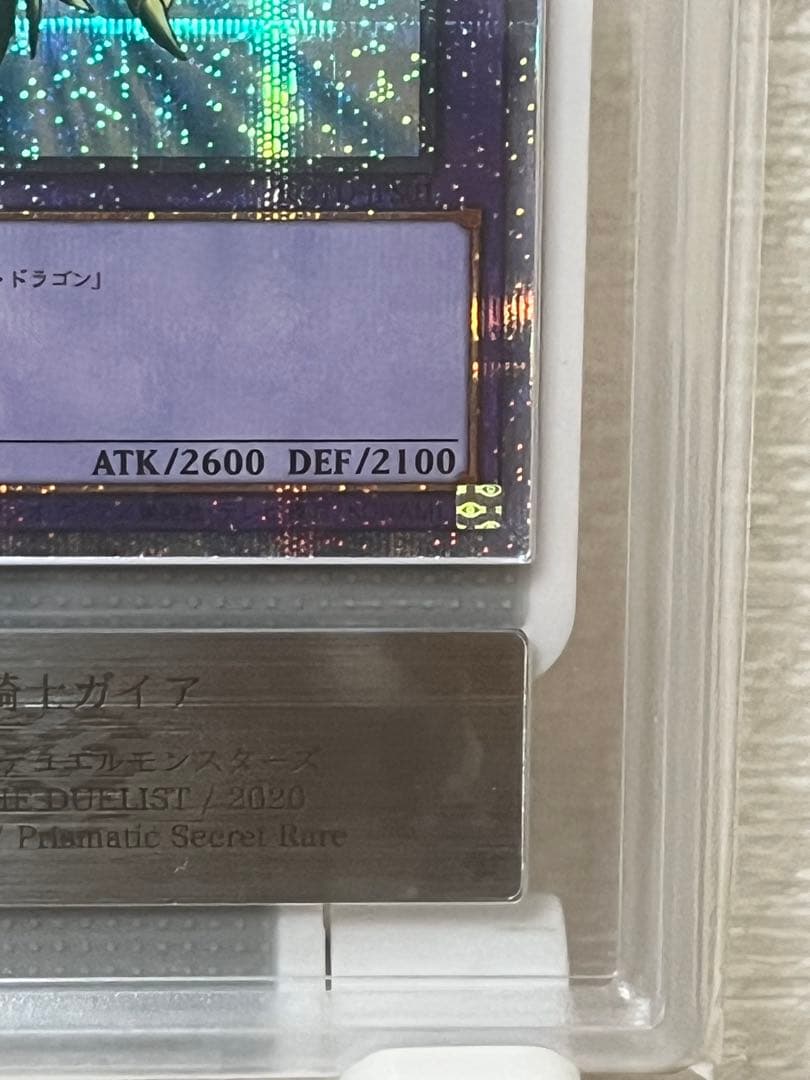 ・ドラゴン」
ATK/2600 DEF/2100
騎士ガイア
デュエルモンスターズ
THE DUELIST / 2020
/ Prismatic Secret Rare